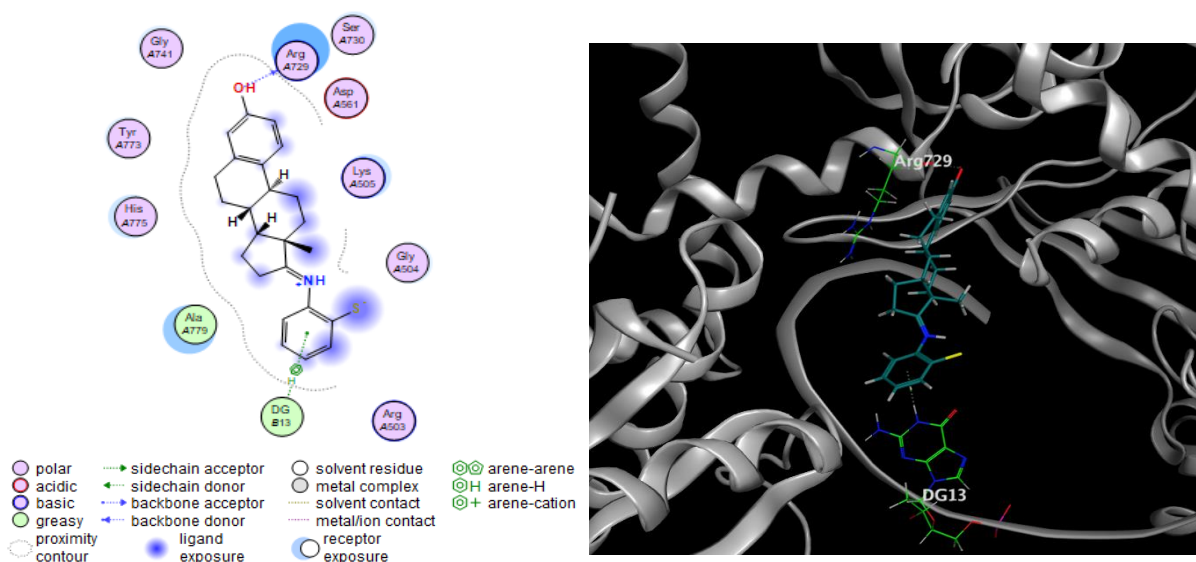 Ser
A730
Gly
A741
Arg
A729
OH
Asp
A561
Tyr
A773
Lys
A505
H
His
A775
H
H
Gly
A504
NH
S
Ala
A779
H
DG
B13
Arg
A503
polar
acidic
basic
greasy
proximity
contour
sidechain acceptor
sidechain donor
backbone acceptor
backbone donor
ligand
exposure
solvent residue
metal complex
solvent contact
metal/ion contact
receptor
exposure
arene-arene
H arene-H
+ arene-cation
Arg729
DG13